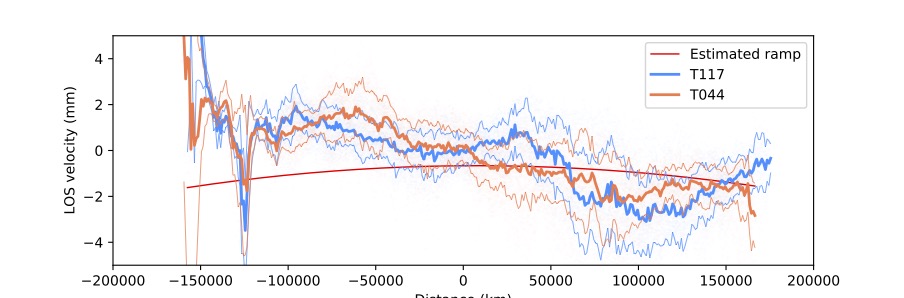 Estimated ramp
T117
T044
4
2
0
−2
−4
LOS velocity (mm)
−200000 −150000 −100000 −50000 0 50000 100000 150000 200000
Distance (km)